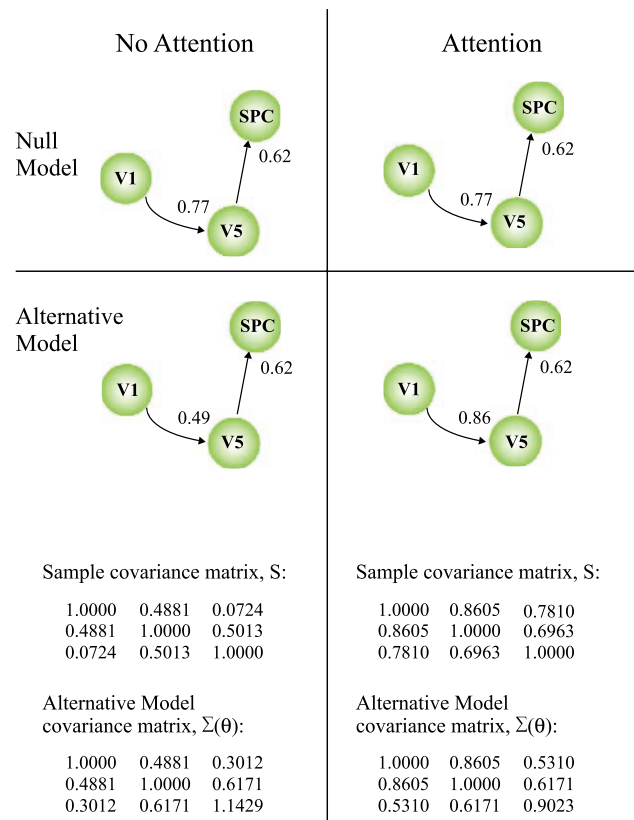 No Attention
Attention
Null
Model
SPC
0.62
V1
0.77
V5
SPC
0.62
V1
0.77
V5
Alternative
Model
SPC
0.62
V1
0.49
V5
SPC
0.62
V1
0.86
V5
Sample covariance matrix, S:
1.0000 0.4881 0.0724
0.4881 1.0000 0.5013
0.0724 0.5013 1.0000
Alternative Model
covariance matrix, Σ(θ):
1.0000 0.4881 0.3012
0.4881 1.0000 0.6171
0.3012 0.6171 1.1429
Sample covariance matrix, S:
1.0000 0.8605 0.7810
0.8605 1.0000 0.6963
0.7810 0.6963 1.0000
Alternative Model
covariance matrix, Σ(θ):
1.0000 0.8605 0.5310
0.8605 1.0000 0.6171
0.5310 0.6171 0.9023